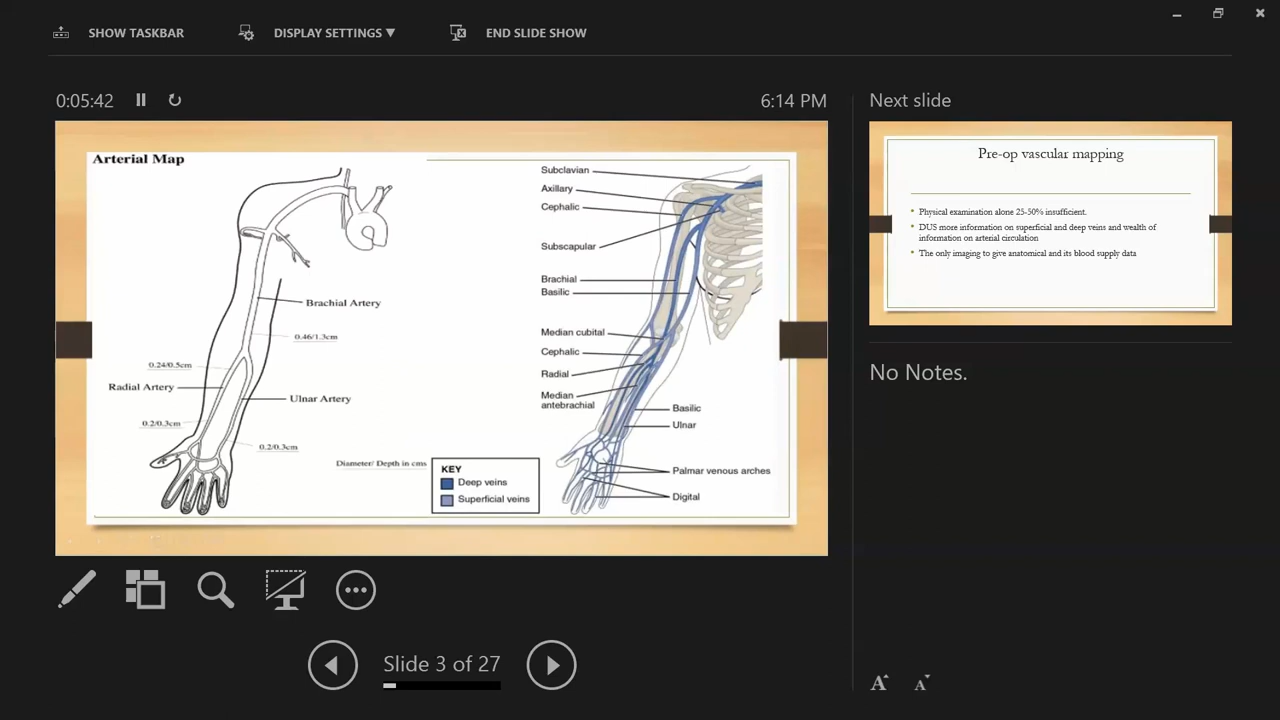 SHOW TASKBAR
DISPLAY SETTINGS ▼
END SLIDE SHOW
0:05:42
6:14 PM
Next slide
Arterial Map
Brachial Artery
0.46/1.3cm
0.24/0.5cm
Radial Artery
Ulnar Artery
0.2/0.3cm
0.2/0.3cm
Diameter/ Depth in cms
KEY
Deep veins
Superficial veins
Subclavian
Axillary
Cephalic
Subscapular
Brachial
Basilic
Median cubital
Cephalic
Radial
Median
antebrachial
Basilic
Ulnar
Palmar venous arches
Digital
Pre-op vascular mapping
• Physical examination alone 25-50% insufficient.
• DUS more information on superficial and deep veins and wealth of
information on arterial circulation
• The only imaging to give anatomical and its blood supply data
No Notes.
Slide 3 of 27
A A